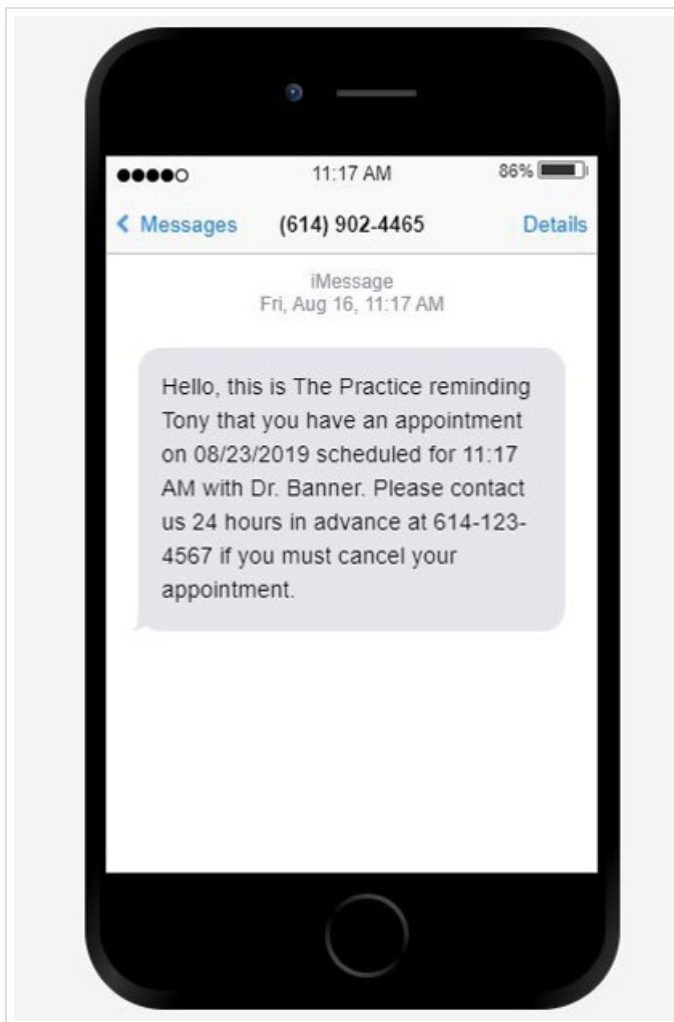 11:17 AM 86%
Messages (614) 902-4465 Details
iMessage
Fri, Aug 16, 11:17 AM
Hello, this is The Practice reminding
Tony that you have an appointment
on 08/23/2019 scheduled for 11:17
AM with Dr. Banner. Please contact
us 24 hours in advance at 614-123-
4567 if you must cancel your
appointment.